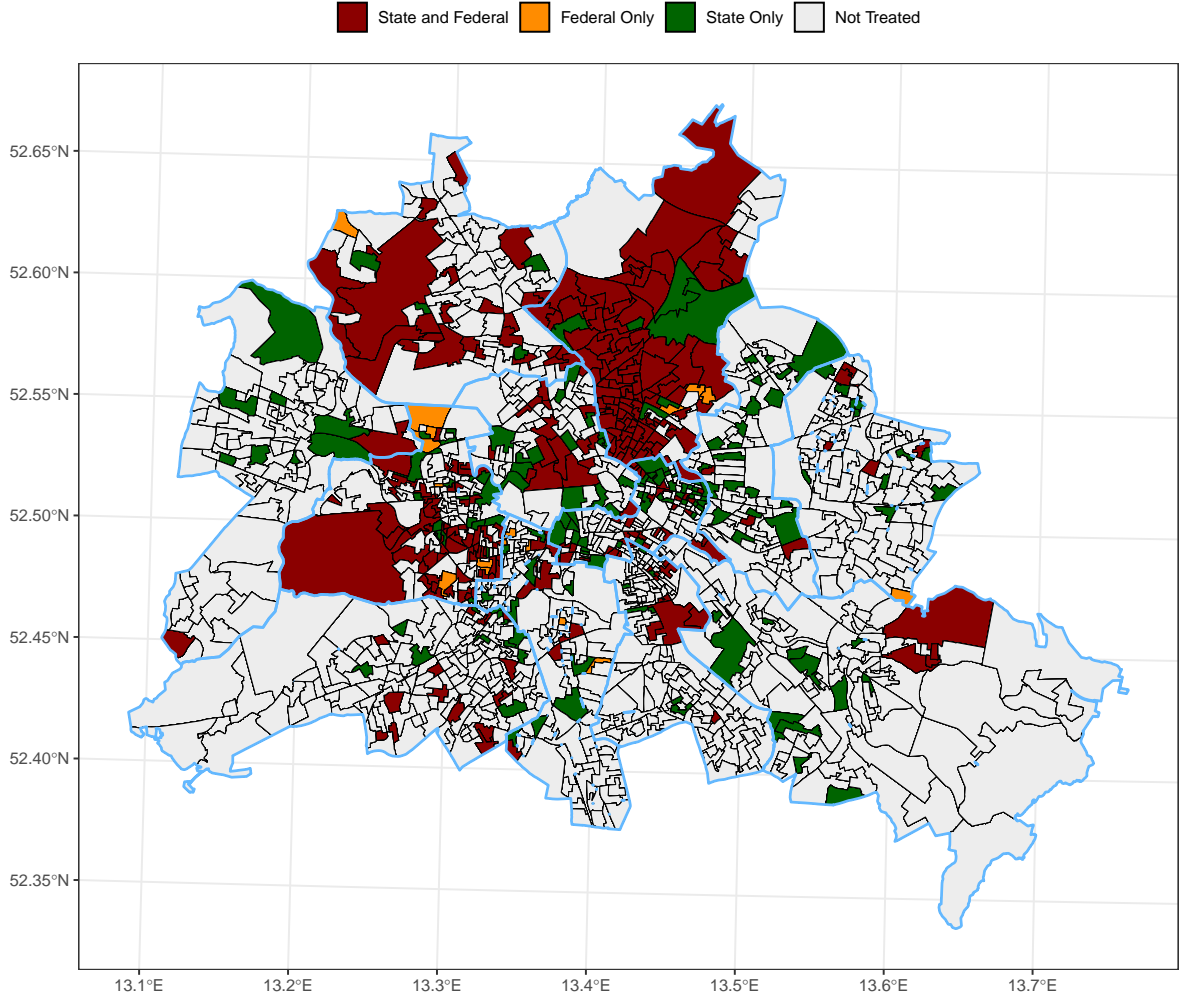 State and Federal
Federal Only
State Only
Not Treated
52.65°N
52.60°N
52.55°N
52.50°N
52.45°N
52.40°N
52.35°N
13.1°E
13.2°E
13.3°E
13.4°E
13.5°E
13.6°E
13.7°E